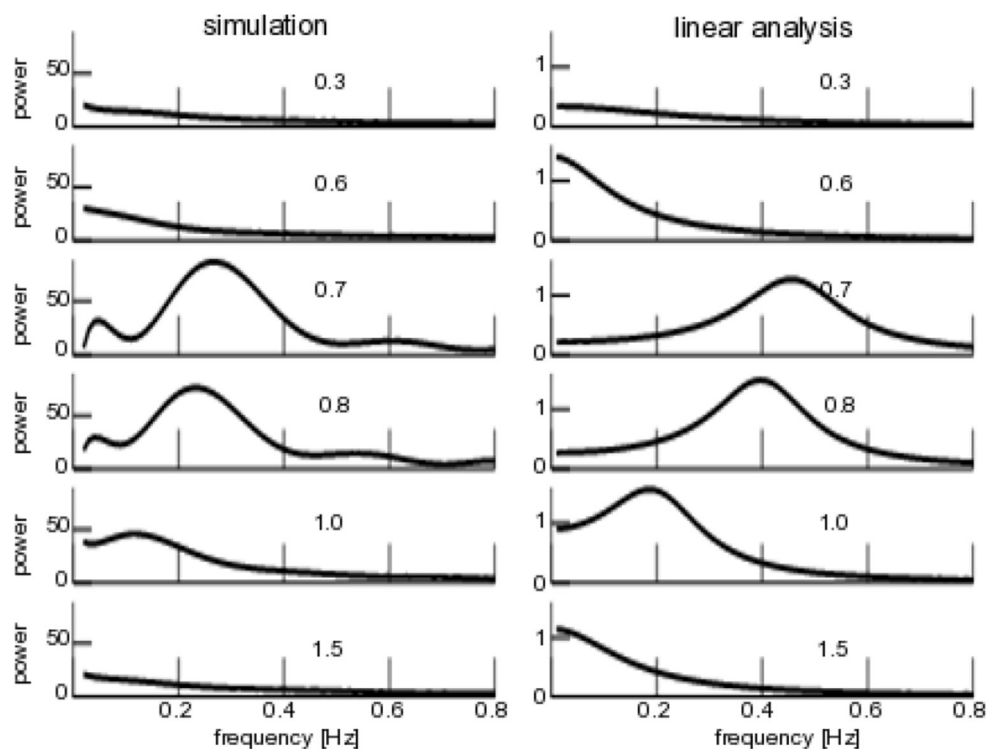 simulation
linear analysis
power 50 0 0.3
1 0 0.3
power 50 0 0.6
1 0 0.6
power 50 0 0.7
1 0 0.7
power 50 0 0.8
1 0 0.8
power 50 0 1.0
1 0 1.0
power 50 0 1.5
1 0 1.5
0.2 0.4 0.6 0.8
0.2 0.4 0.6 0.8
frequency [Hz]
frequency [Hz]